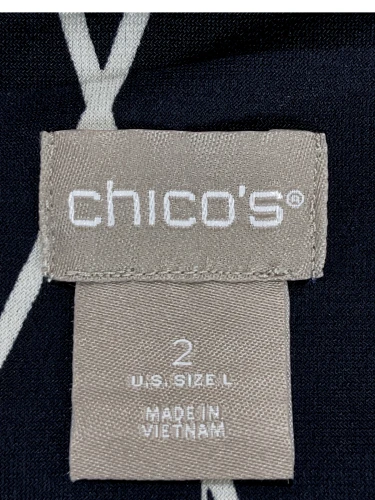 chico's®
2
U.S. SIZE L
MADE IN
VIETNAM